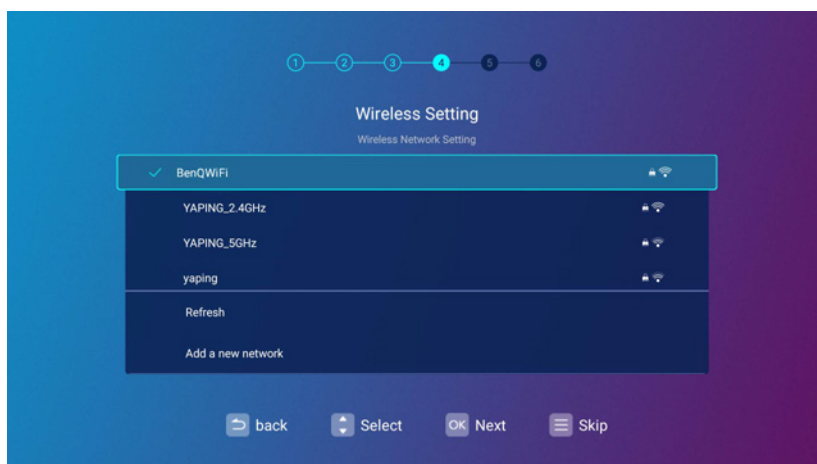 1 2 3 4 5 6
Wireless Setting
Wireless Network Setting
BenQWiFi
YAPING_2.4GHz
YAPING_5GHz
yaping
Refresh
Add a new network
back Select OK Next Skip